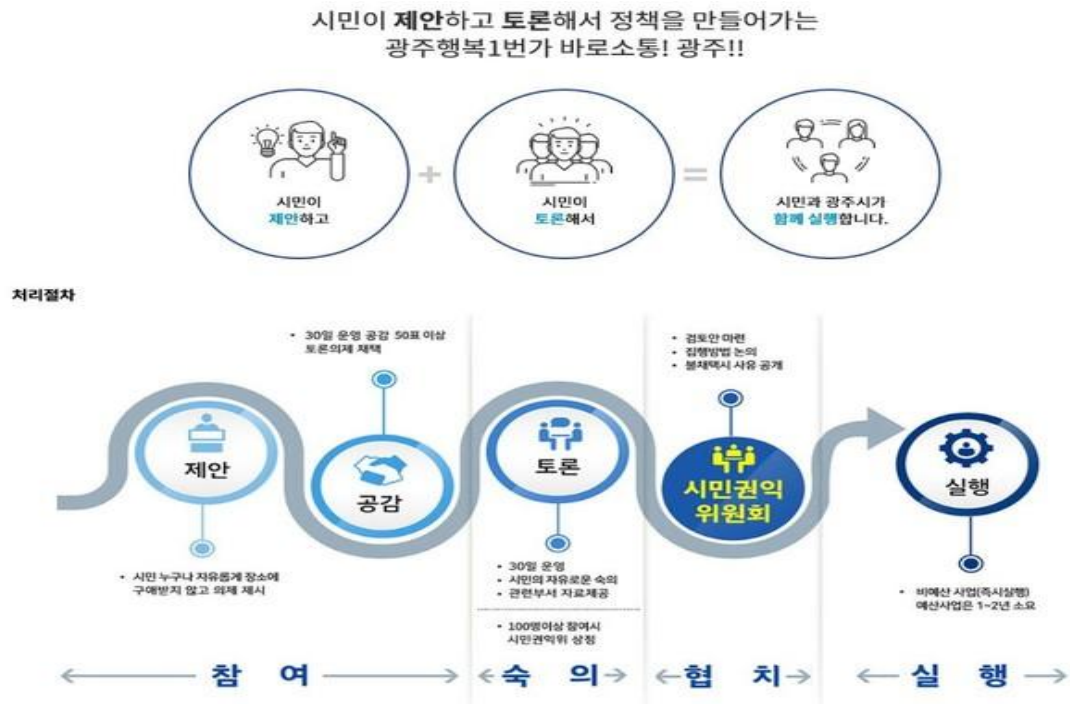 시민이 제안하고 토론해서 정책을 만들어가는
광주행복1번가 바로소통! 광주!!
시민이
제안하고
+
시민이
토론해서
=
시민과 광주시가
함께 실행합니다.
처리절차
• 30일 운영 공감 50표 이상
토론의제 채택
• 검토안 마련
• 집행방법 논의
• 불채택시 사유 공개
제안
공감
토론
시민권익
위원회
실행
• 시민 누구나 자유롭게 장소에
구애받지 않고 의제 제시
• 30일 운영
• 시민의 자유로운 숙의
• 관련부서 자료제공
• 100명이상 참여시
시민권익위 상정
• 비예산 사업(즉시실행)
예산사업은 1~2년 소요
참 여
숙 의
협 치
실 행